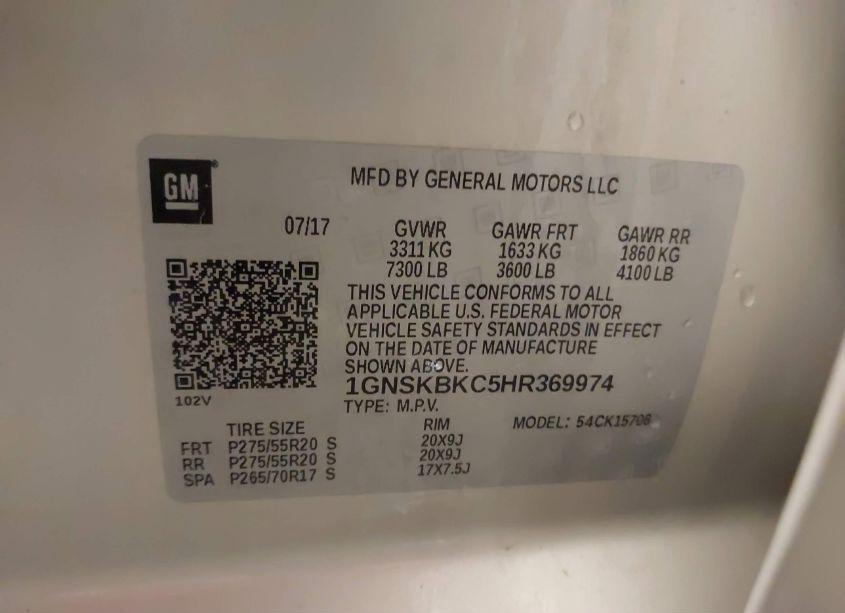 GM
MFD BY GENERAL MOTORS LLC
07/17
GVWR GAWR FRT GAWR RR
3311 KG 1633 KG 1860 KG
7300 LB 3600 LB 4100 LB
THIS VEHICLE CONFORMS TO ALL
APPLICABLE U.S. FEDERAL MOTOR
VEHICLE SAFETY STANDARDS IN EFFECT
ON THE DATE OF MANUFACTURE
SHOWN ABOVE.
1GNSKBKC5HR369974
102V
TYPE: M.P.V.
MODEL: 54CK15706
TIRE SIZE RIM
FRT P275/55R20 S 20X9J
RR P275/55R20 S 20X9J
SPA P265/70R17 S 17X7.5J